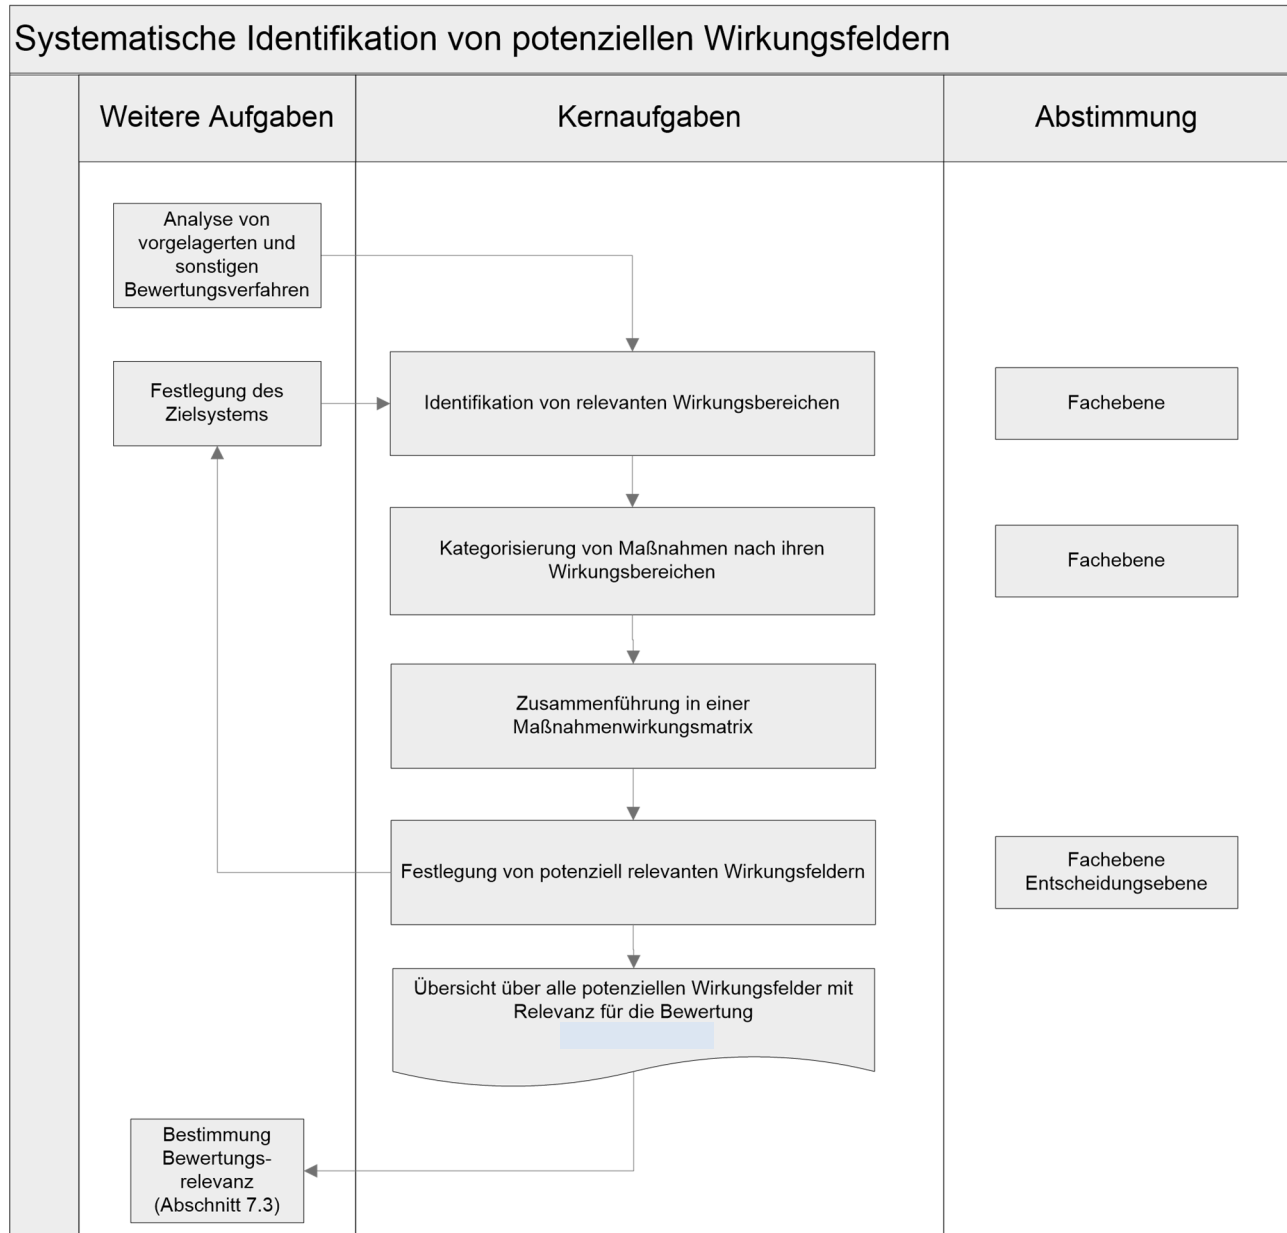 Systematische Identifikation von potenziellen Wirkungsfeldern
Weitere Aufgaben
Kernaufgaben
Abstimmung
Analyse von
vorgelagerten und
sonstigen
Bewertungsverfahren
Festlegung des
Zielsystems
Identifikation von relevanten Wirkungsbereichen
Fachebene
Kategorisierung von Maßnahmen nach ihren
Wirkungsbereichen
Fachebene
Zusammenführung in einer
Maßnahmenwirkungsmatrix
Festlegung von potenziell relevanten Wirkungsfeldern
Fachebene
Entscheidungsebene
Übersicht über alle potenziellen Wirkungsfelder mit
Relevanz für die Bewertung
Bestimmung
Bewertungs-
relevanz
(Abschnitt 7.3)